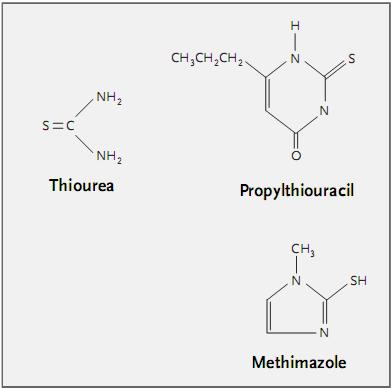 H
CH₃CH₂CH₂ N S
NH₂
S=C
N
NH₂
O
Thiourea
Propylthiouracil
CH₃
N SH
N
Methimazole